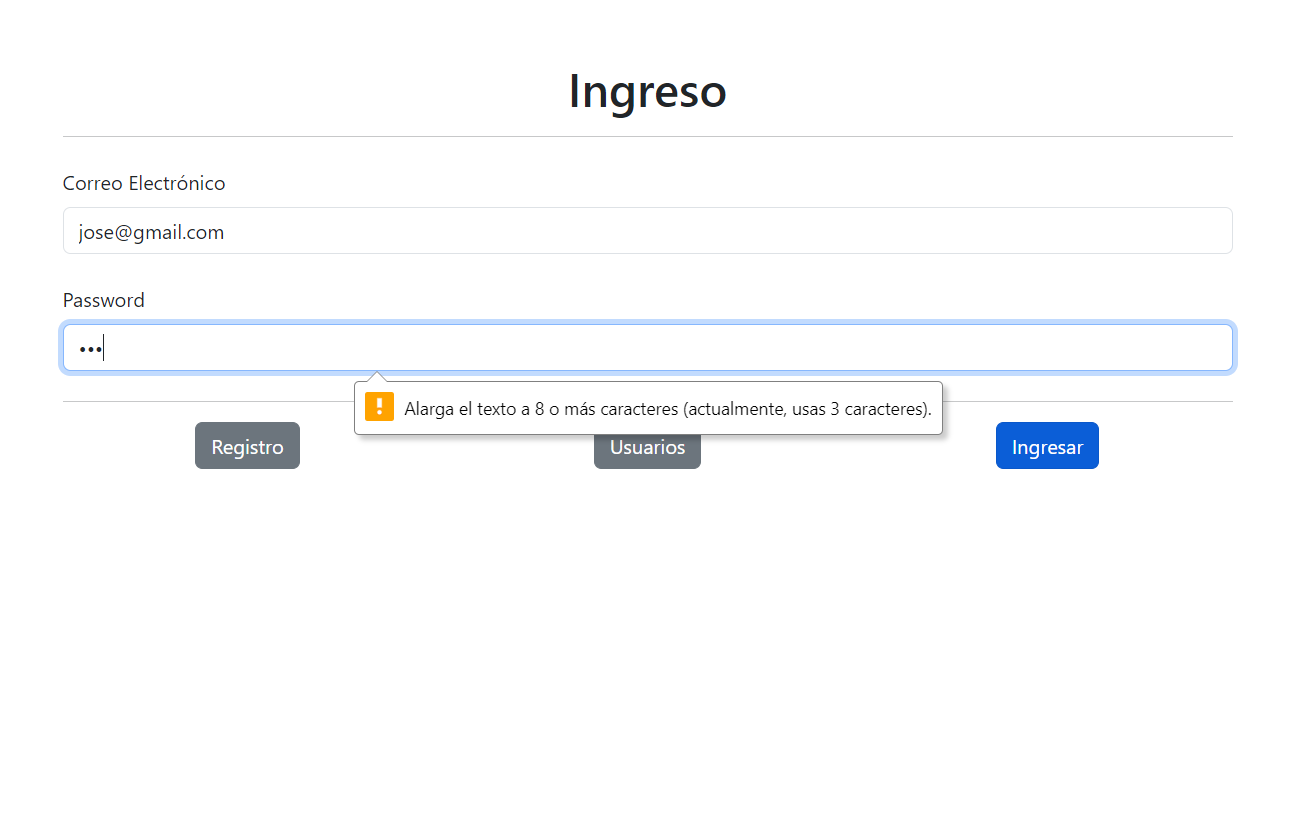 Ingreso
Correo Electrónico
jose@gmail.com
Password
•••
Alarga el texto a 8 o más caracteres (actualmente, usas 3 caracteres).
Registro
Usuarios
Ingresar